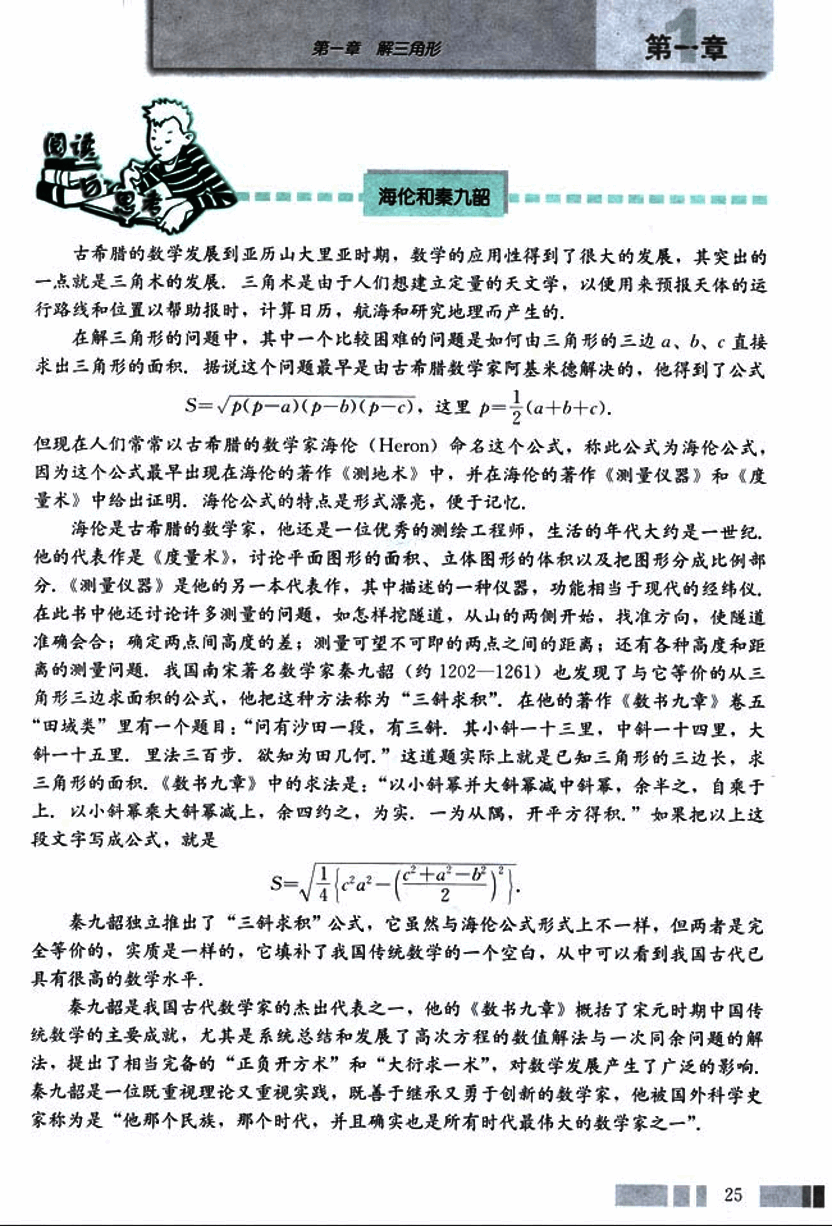 第一章 解三角形
第一章
阅读
与思考
海伦和秦九韶
古希腊的数学发展到亚历山大里亚时期，数学的应用性得到了很大的发展，其突出的
一点就是三角术的发展．三角术是由于人们想建立定量的天文学，以便用来预报天体的运
行路线和位置以帮助报时，计算日历，航海和研究地理而产生的．
在解三角形的问题中，其中一个比较困难的问题是如何由三角形的三边 a、b、c 直接
求出三角形的面积．据说这个问题最早是由古希腊数学家阿基米德解决的，他得到了公式
S=√p(p−a)(p−b)(p−c)，这里 p=1/2(a+b+c)．
但现在人们常常以古希腊的数学家海伦（Heron）命名这个公式，称此公式为海伦公式，
因为这个公式最早出现在海伦的著作《测地术》中，并在海伦的著作《测量仪器》和《度
量术》中给出证明．海伦公式的特点是形式漂亮，便于记忆．
海伦是古希腊的数学家，他还是一位优秀的测绘工程师，生活的年代大约是一世纪．
他的代表作是《度量术》，讨论平面图形的面积、立体图形的体积以及把图形分成比例部
分．《测量仪器》是他的另一本代表作，其中描述的一种仪器，功能相当于现代的经纬仪．
在此书中他还讨论许多测量的问题，如怎样挖隧道，从山的两侧开始，找准方向，使隧道
准确会合；确定两点间高度的差；测量可望不可即的两点之间的距离；还有各种高度和距
离的测量问题．我国南宋著名数学家秦九韶（约 1202—1261）也发现了与它等价的从三
角形三边求面积的公式，他把这种方法称为“三斜求积”．在他的著作《数书九章》卷五
“田域类”里有一个题目：“问有沙田一段，有三斜．其小斜一十三里，中斜一十四里，大
斜一十五里．里法三百步．欲知为田几何．”这道题实际上就是已知三角形的三边长，求
三角形的面积．《数书九章》中的求法是：“以小斜幂并大斜幂减中斜幂，余半之，自乘于
上．以小斜幂乘大斜幂减上，余四约之，为实．一为从隅，开平方得积．”如果把以上这
段文字写成公式，就是
S=√1/4{c²a²−((c²+a²−b²)/2)²}．
秦九韶独立推出了“三斜求积”公式，它虽然与海伦公式形式上不一样，但两者是完
全等价的，实质是一样的，它填补了我国传统数学的一个空白，从中可以看到我国古代已
具有很高的数学水平．
秦九韶是我国古代数学家的杰出代表之一，他的《数书九章》概括了宋元时期中国传
统数学的主要成就，尤其是系统总结和发展了高次方程的数值解法与一次同余问题的解
法，提出了相当完备的“正负开方术”和“大衍求一术”，对数学发展产生了广泛的影响．
秦九韶是一位既重视理论又重视实践，既善于继承又勇于创新的数学家，他被国外科学史
家称为是“他那个民族，那个时代，并且确实也是所有时代最伟大的数学家之一”．
25